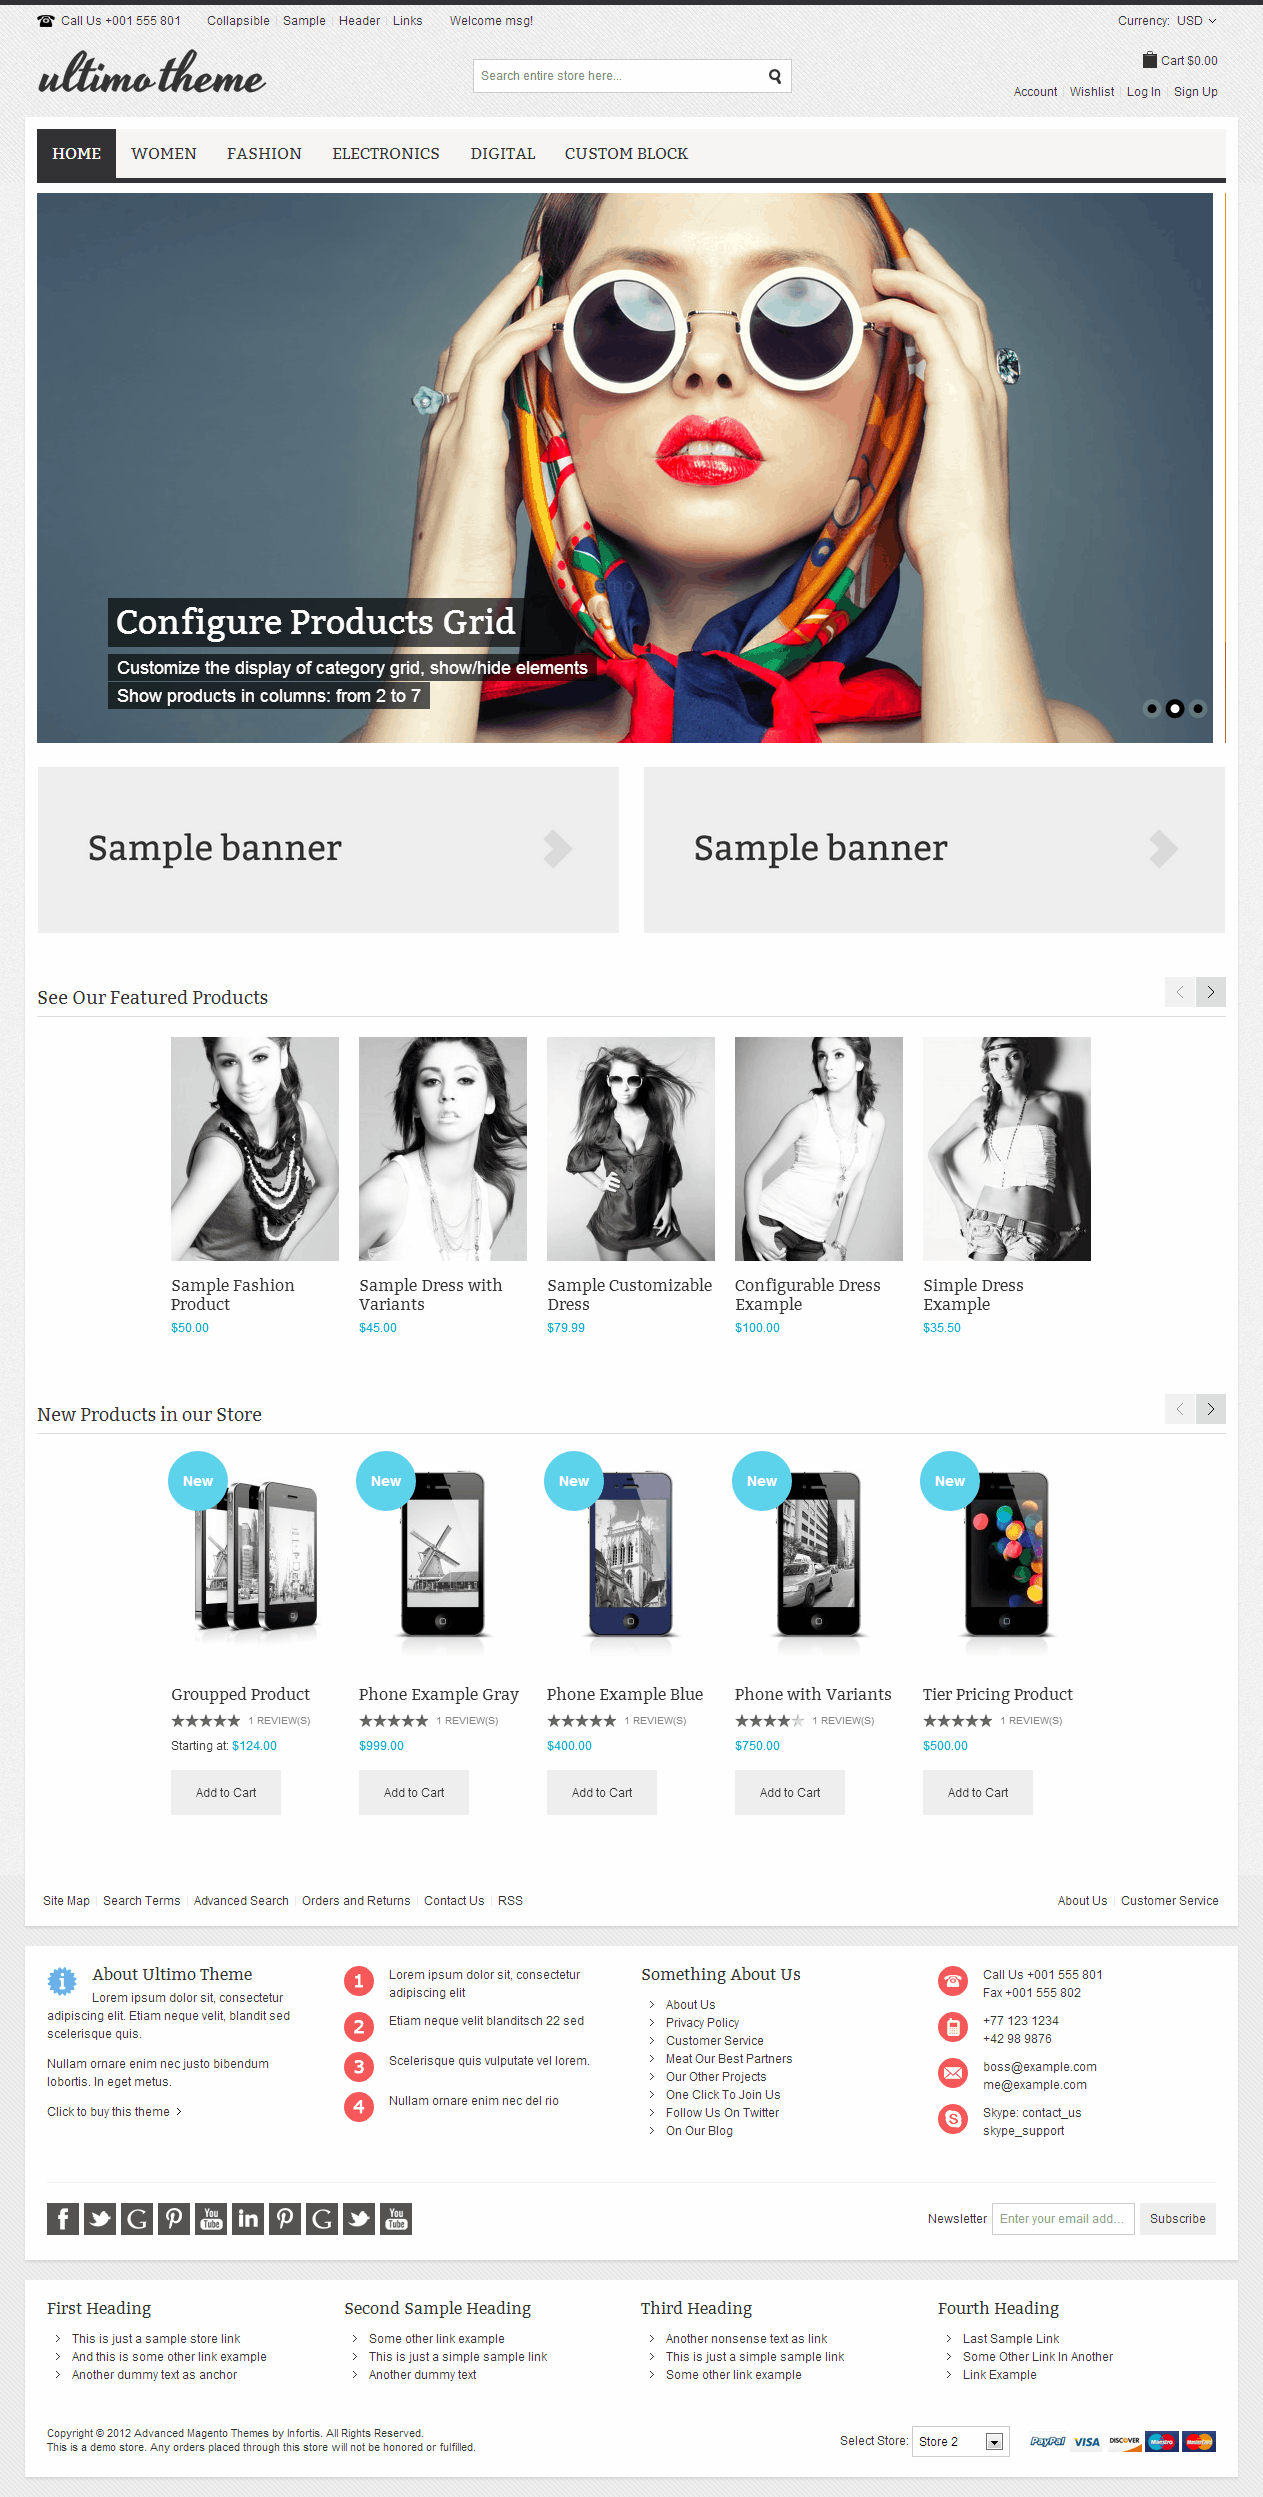 Call Us +001 555 801 Collapsible Sample Header Links Welcome msg! Currency: USD
ultimo theme
Search entire store here...
Cart $0.00
Account Wishlist Log In Sign Up
HOME WOMEN FASHION ELECTRONICS DIGITAL CUSTOM BLOCK
Configure Products Grid
Customize the display of category grid, show/hide elements
Show products in columns: from 2 to 7
Sample banner
Sample banner
See Our Featured Products
Sample Fashion Product
$50.00
Sample Dress with Variants
$45.00
Sample Customizable Dress
$79.99
Configurable Dress Example
$100.00
Simple Dress Example
$35.50
New Products in our Store
New
New
New
New
New
Groupped Product
1 REVIEW(S)
Starting at: $124.00
Add to Cart
Phone Example Gray
1 REVIEW(S)
$999.00
Add to Cart
Phone Example Blue
1 REVIEW(S)
$400.00
Add to Cart
Phone with Variants
1 REVIEW(S)
$750.00
Add to Cart
Tier Pricing Product
1 REVIEW(S)
$500.00
Add to Cart
Site Map Search Terms Advanced Search Orders and Returns Contact Us RSS About Us Customer Service
About Ultimo Theme
Lorem ipsum dolor sit, consectetur
adipiscing elit. Etiam neque velit, blandit sed
scelerisque quis.
Nullam ornare enim nec justo bibendum
lobortis. In eget metus.
Click to buy this theme
1 Lorem ipsum dolor sit, consectetur
adipiscing elit
2 Etiam neque velit blanditsch 22 sed
3 Scelerisque quis vulputate vel lorem.
4 Nullam ornare enim nec del rio
Something About Us
About Us
Privacy Policy
Customer Service
Meat Our Best Partners
Our Other Projects
One Click To Join Us
Follow Us On Twitter
On Our Blog
Call Us +001 555 801
Fax +001 555 802
+77 123 1234
+42 98 9876
boss@example.com
me@example.com
Skype: contact_us
skype_support
You Tube in You Tube
Newsletter Enter your email add... Subscribe
First Heading
This is just a sample store link
And this is some other link example
Another dummy text as anchor
Second Sample Heading
Some other link example
This is just a simple sample link
Another dummy text
Third Heading
Another nonsense text as link
This is just a simple sample link
Some other link example
Fourth Heading
Last Sample Link
Some Other Link In Another
Link Example
Copyright © 2012 Advanced Magento Themes by Infortis. All Rights Reserved.
This is a demo store. Any orders placed through this store will not be honored or fulfilled.
Select Store: Store 2
PayPal VISA DISCOVER Maestro MasterCard